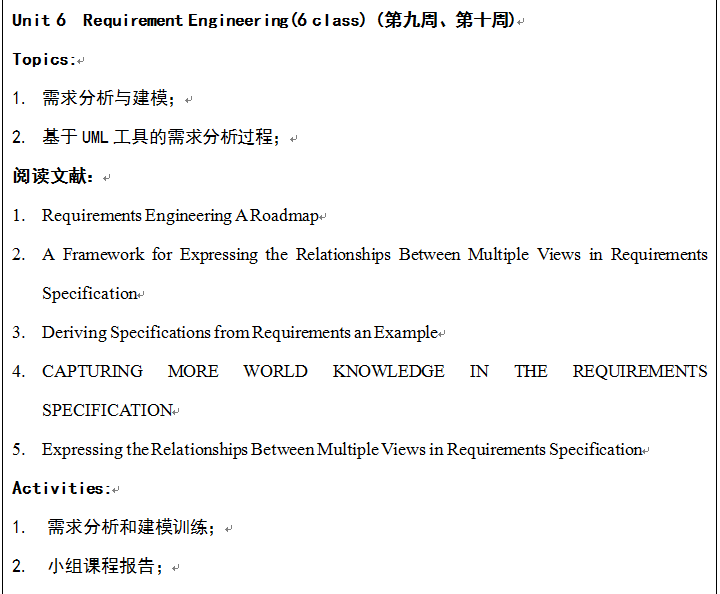 Unit 6  Requirement Engineering(6 class) (第九周、第十周)
Topics:
1. 需求分析与建模；
2. 基于 UML 工具的需求分析过程；
阅读文献：
1. Requirements Engineering A Roadmap
2. A Framework for Expressing the Relationships Between Multiple Views in Requirements
Specification
3. Deriving Specifications from Requirements an Example
4. CAPTURING MORE WORLD KNOWLEDGE IN THE REQUIREMENTS
SPECIFICATION
5. Expressing the Relationships Between Multiple Views in Requirements Specification
Activities:
1. 需求分析和建模训练；
2. 小组课程报告；